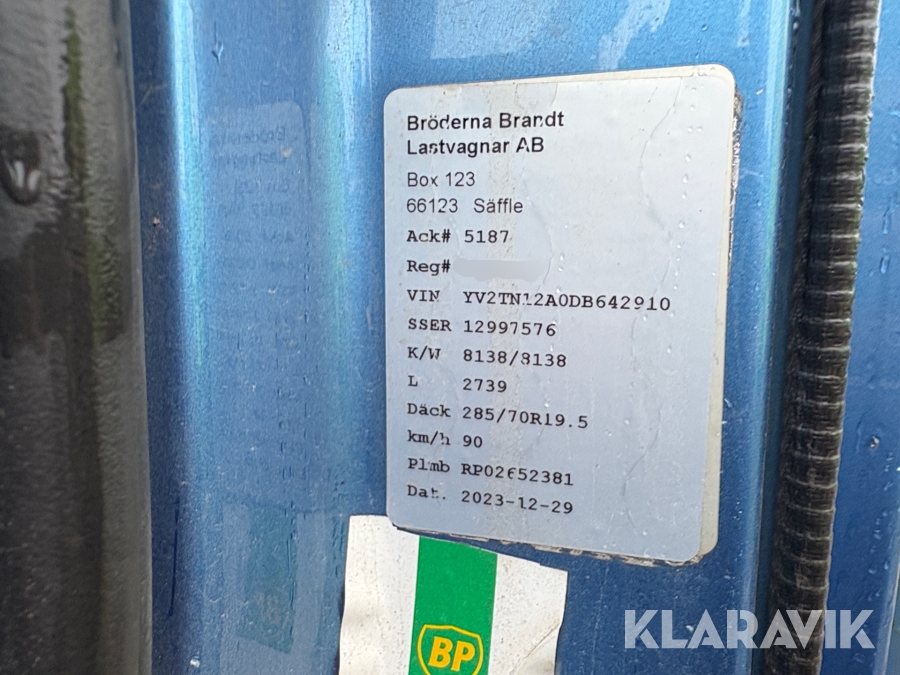 Bröderna Brandt
Lastvagnar AB
Box 123
66123 Säffle
Ack# 5187
Reg#
VIN YV2TN12A0DB642910
SSER 12997576
K/W 8138/8138
L 2739
Däck 285/70R19.5
km/h 90
Plmb RP02652381
Dat. 2023-12-29
BP
KLARAVIK